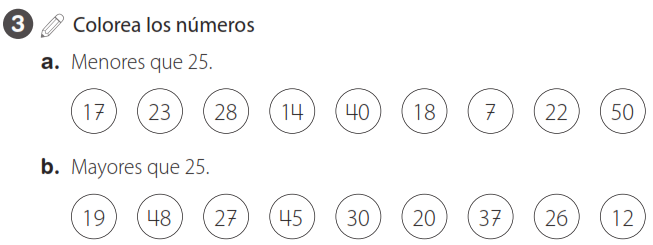 3 Colorea los números
a. Menores que 25.
17 23 28 14 40 18 7 22 50
b. Mayores que 25.
19 48 27 45 30 20 37 26 12